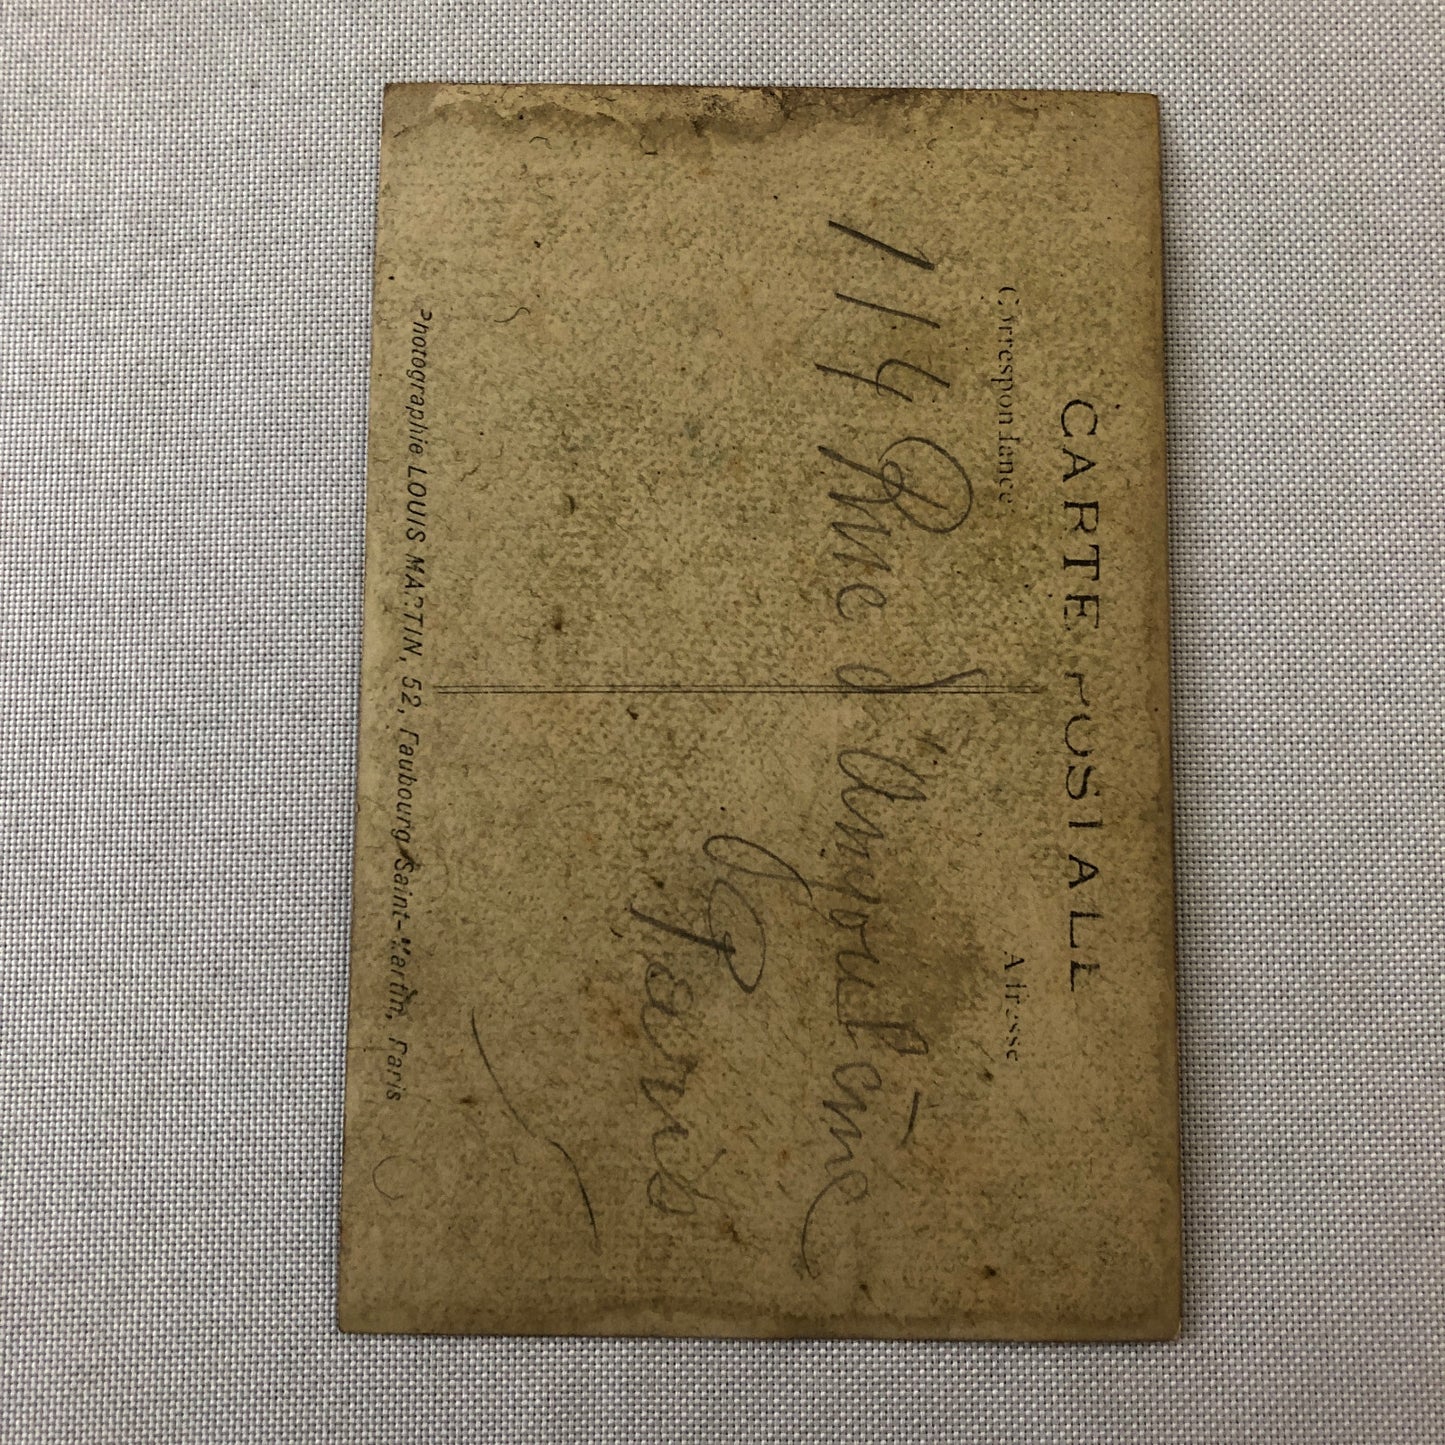 CARTE POSTALE
Correspondance
Adresse
114 Rue d'Angoulême
Paris
Photographie LOUIS MARTIN, 52, Faubourg Saint-Martin, Paris